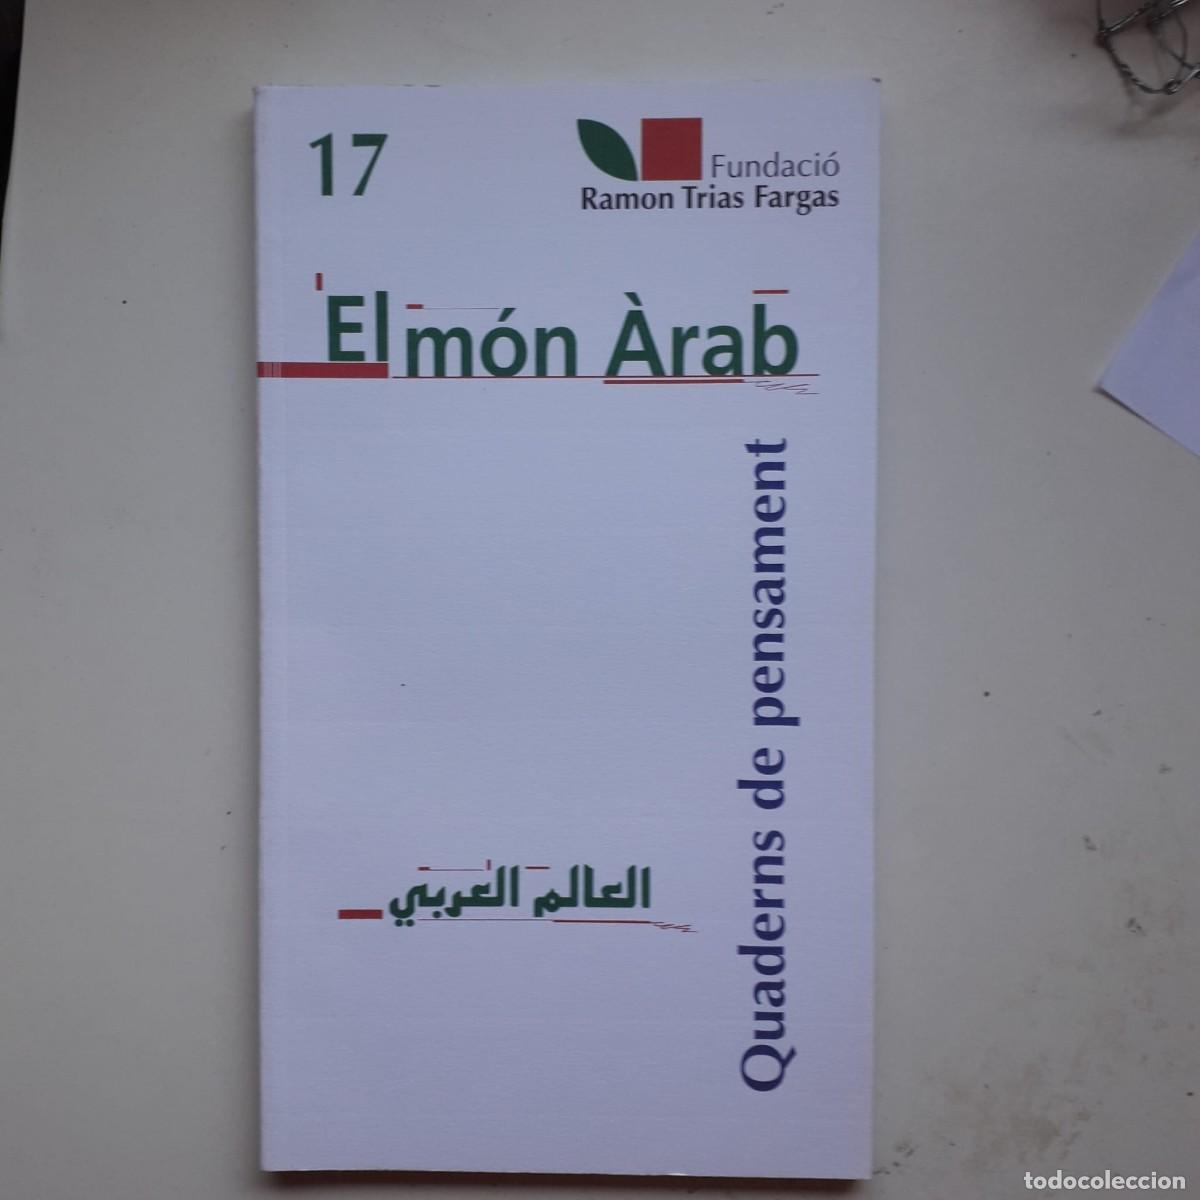 17
Fundació
Ramon Trias Fargas
El món Àrab
Quaderns de pensament
العالم العربي
todocoleccion